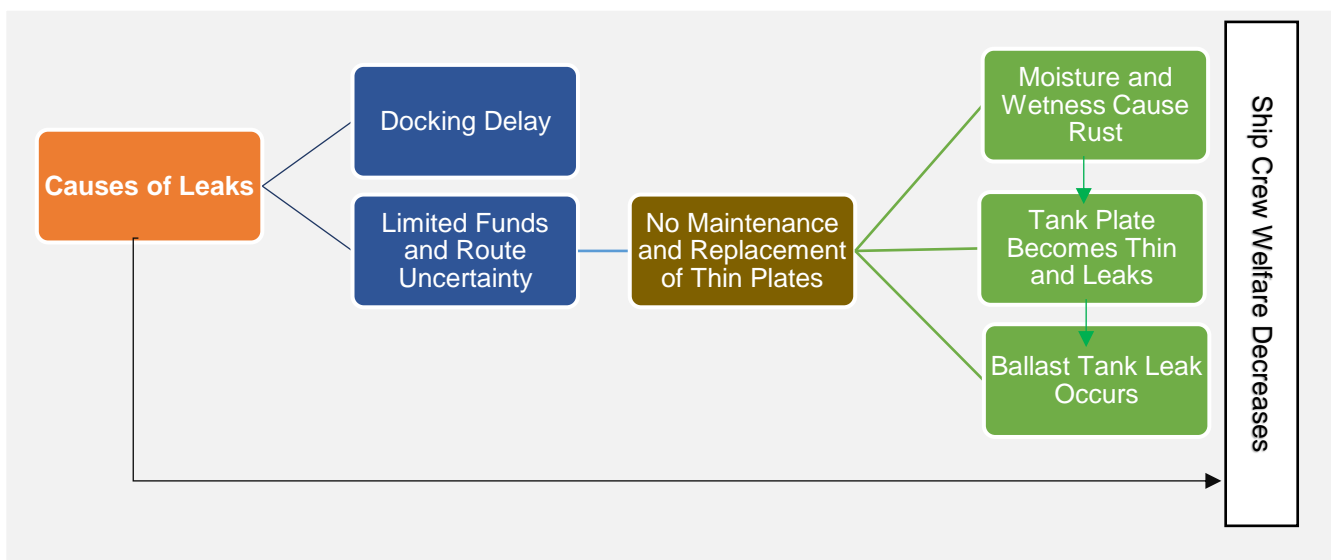 Causes of Leaks
Docking Delay
Limited Funds
and Route
Uncertainty
No Maintenance
and Replacement
of Thin Plates
Moisture and
Wetness Cause
Rust
Tank Plate
Becomes Thin
and Leaks
Ballast Tank Leak
Occurs
Ship Crew Welfare Decreases